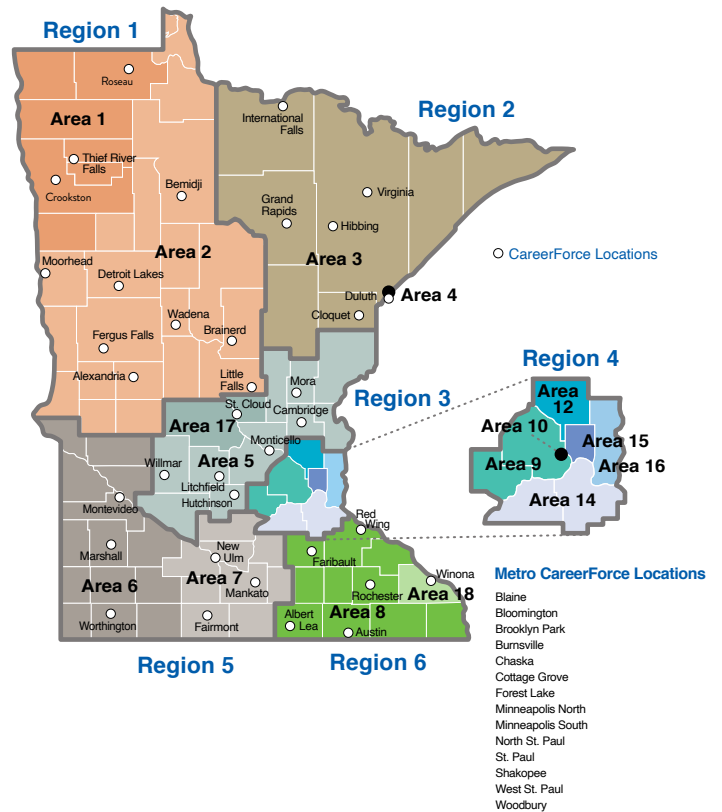 Region 1
Roseau
Area 1
Region 2
International
Falls
Thief River
Falls
Crookston
Bemidji
Virginia
Grand
Rapids
Hibbing
Area 2
Area 3
CareerForce Locations
Moorhead
Detroit Lakes
Duluth
Area 4
Cloquet
Wadena
Brainerd
Fergus Falls
Alexandria
Little
Falls
Mora
Region 3
Region 4
St. Cloud
Cambridge
Area 17
Monticello
Area
12
Area 10
Area 15
Area 9
Area 16
Area 14
Willmar
Area 5
Litchfield
Hutchinson
Montevideo
Red
Wing
New
Ulm
Marshall
Faribault
Area 6
Area 7
Mankato
Winona
Rochester
Area 18
Albert
Lea
Area 8
Worthington
Fairmont
Austin
Region 5
Region 6
Metro CareerForce Locations
Blaine
Bloomington
Brooklyn Park
Burnsville
Chaska
Cottage Grove
Forest Lake
Minneapolis North
Minneapolis South
North St. Paul
St. Paul
Shakopee
West St. Paul
Woodbury